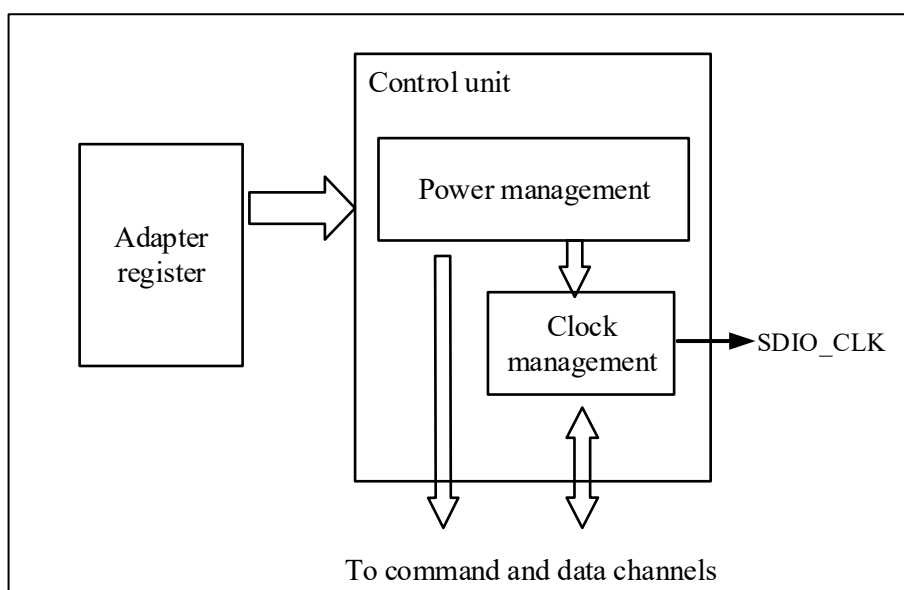 Control unit
Power management
Adapter
register
Clock
management
SDIO_CLK
To command and data channels